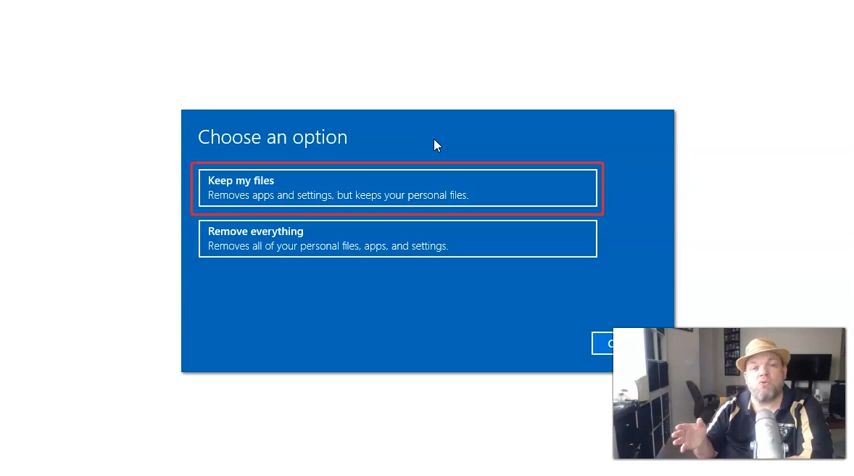 Choose an option
Keep my files
Removes apps and settings, but keeps your personal files.
Remove everything
Removes all of your personal files, apps, and settings.